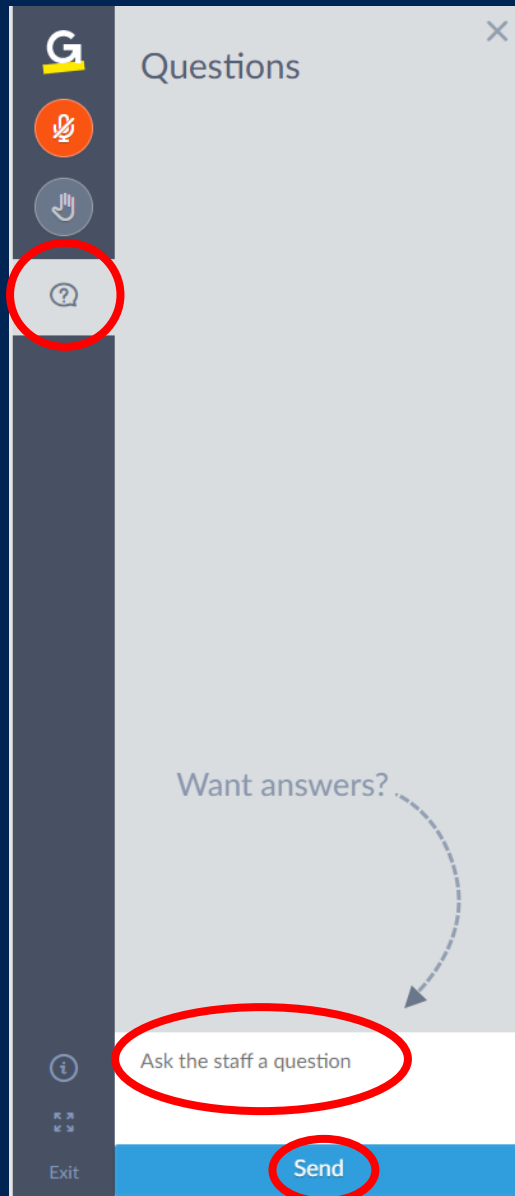 G
Questions
Want answers?
Ask the staff a question
Exit
Send